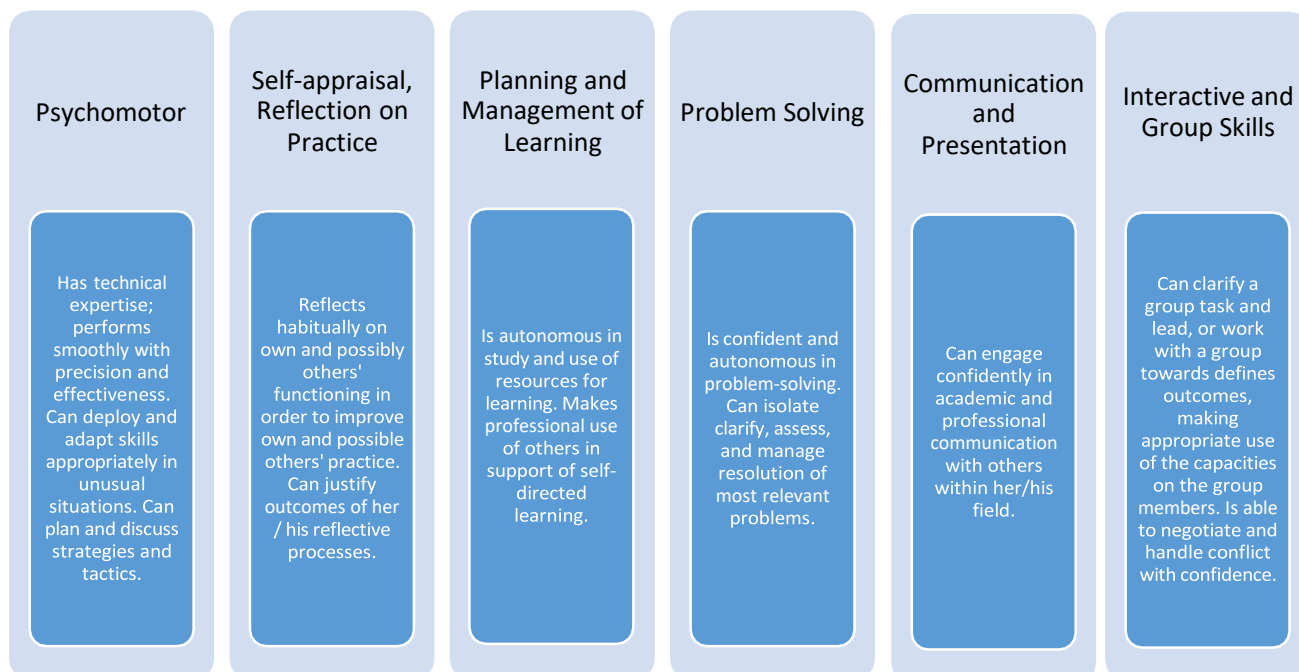 Psychomotor
Has technical
expertise;
performs
smoothly with
precision and
effectiveness.
Can deploy and
adapt skills
appropriately in
unusual
situations. Can
plan and discuss
strategies and
tactics.
Self-appraisal,
Reflection on
Practice
Reflects
habitually on
own and possibly
others'
functioning in
order to improve
own and possible
others' practice.
Can justify
outcomes of her
/ his reflective
processes.
Planning and
Management of
Learning
Is autonomous in
study and use of
resources for
learning. Makes
professional use
of others in
support of self-
directed
learning.
Problem Solving
Is confident and
autonomous in
problem-solving.
Can isolate
clarify, assess,
and manage
resolution of
most relevant
problems.
Communication
and
Presentation
Can engage
confidently in
academic and
professional
communication
with others
within her/his
field.
Interactive and
Group Skills
Can clarify a
group task and
lead, or work
with a group
towards defines
outcomes,
making
appropriate use
of the capacities
on the group
members. Is able
to negotiate and
handle conflict
with confidence.